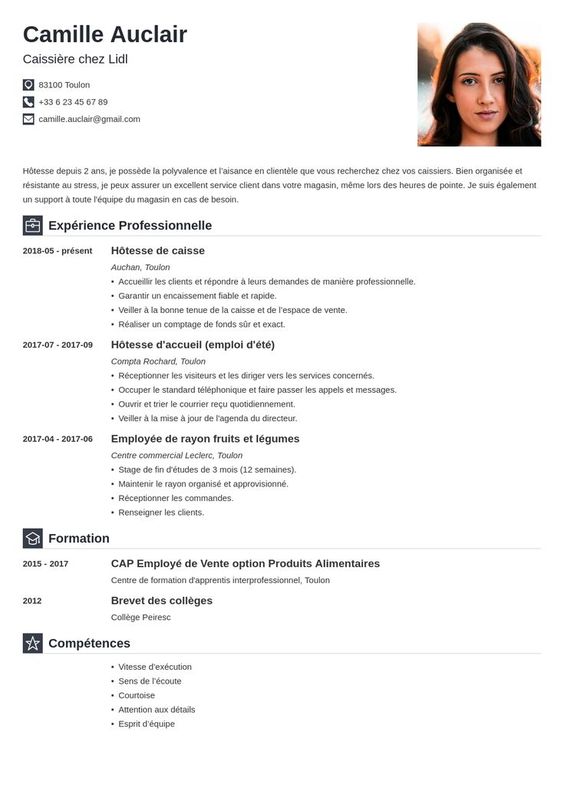 Camille Auclair
Caissière chez Lidl
83100 Toulon
+33 6 23 45 67 89
camille.auclair@gmail.com
Hôtesse depuis 2 ans, je possède la polyvalence et l'aisance en clientèle que vous recherchez chez vos caissiers. Bien organisée et
résistante au stress, je peux assurer un excellent service client dans votre magasin, même lors des heures de pointe. Je suis également
un support à toute l'équipe du magasin en cas de besoin.
Expérience Professionnelle
2018-05 - présent
Hôtesse de caisse
Auchan, Toulon
• Accueillir les clients et répondre à leurs demandes de manière professionnelle.
• Garantir un encaissement fiable et rapide.
• Veiller à la bonne tenue de la caisse et de l'espace de vente.
• Réaliser un comptage de fonds sûr et exact.
2017-07 - 2017-09
Hôtesse d'accueil (emploi d'été)
Compta Rochard, Toulon
• Réceptionner les visiteurs et les diriger vers les services concernés.
• Occuper le standard téléphonique et faire passer les appels et messages.
• Ouvrir et trier le courrier reçu quotidiennement.
• Veiller à la mise à jour de l'agenda du directeur.
2017-04 - 2017-06
Employée de rayon fruits et légumes
Centre commercial Leclerc, Toulon
• Stage de fin d'études de 3 mois (12 semaines).
• Maintenir le rayon organisé et approvisionné.
• Réceptionner les commandes.
• Renseigner les clients.
Formation
2015 - 2017
CAP Employé de Vente option Produits Alimentaires
Centre de formation d'apprentis interprofessionnel, Toulon
2012
Brevet des collèges
Collège Peiresc
Compétences
• Vitesse d'exécution
• Sens de l'écoute
• Courtoise
• Attention aux détails
• Esprit d'équipe